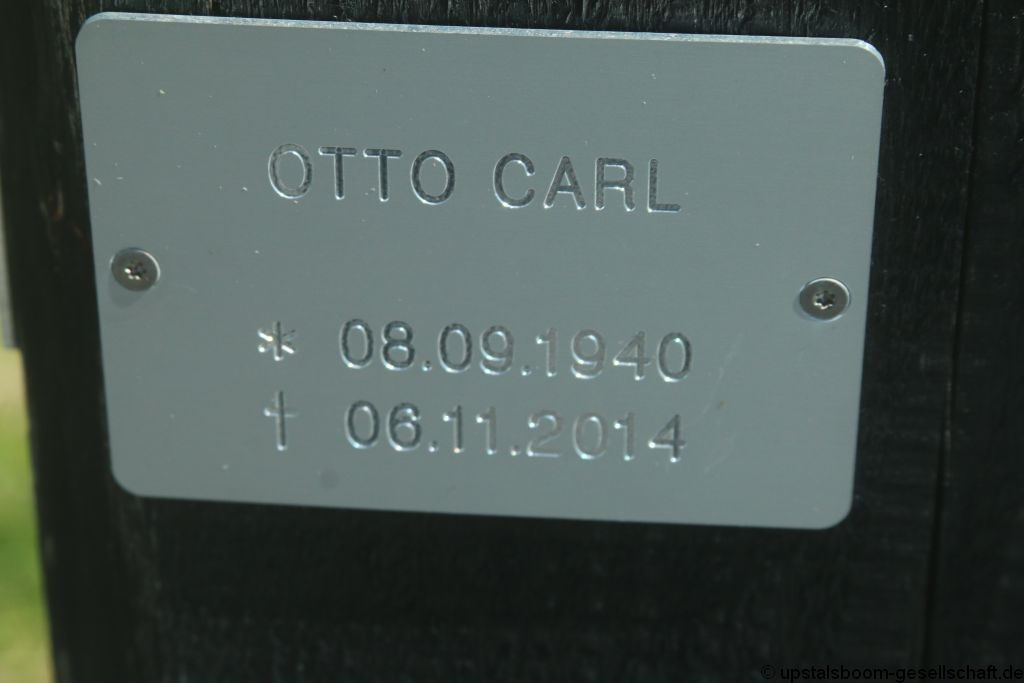 OTTO CARL
* 08.09.1940
† 06.11.2014
© upstalsboom-gesellschaft.de